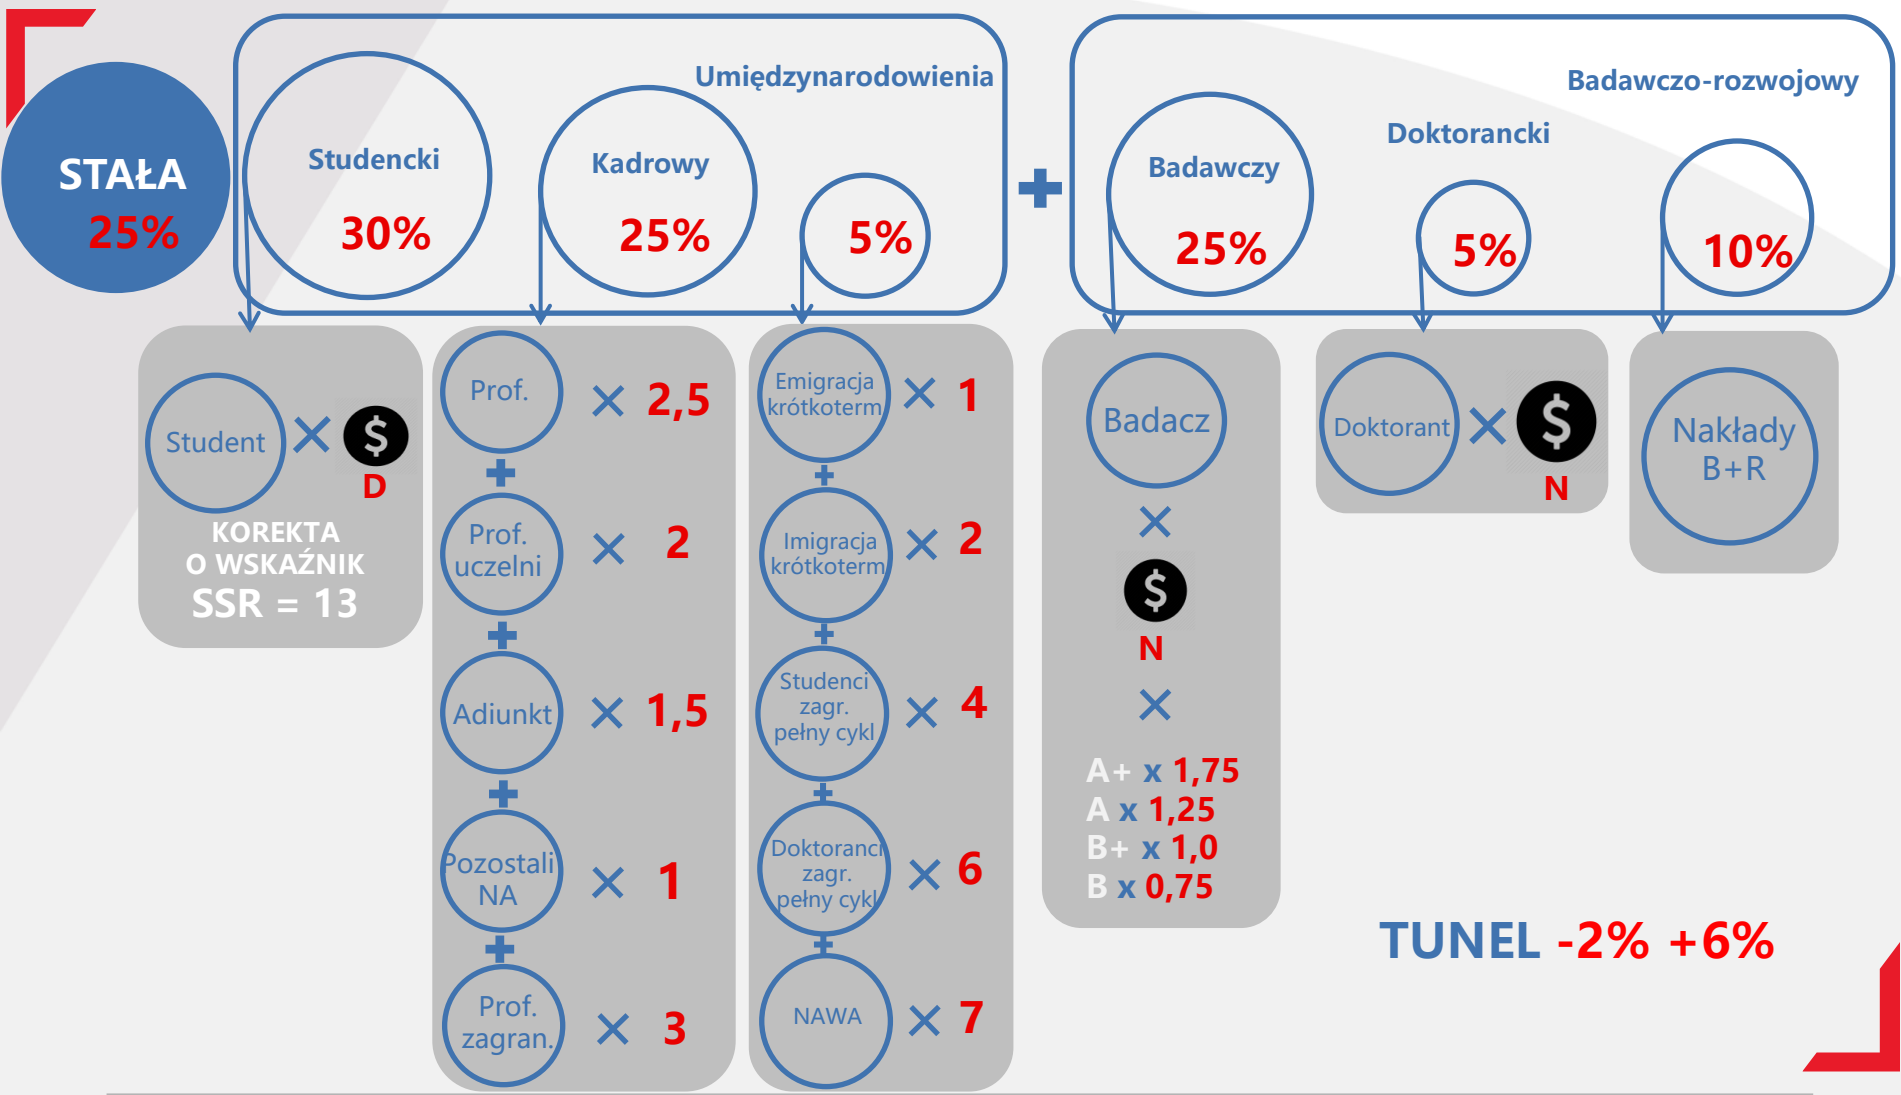 STAŁA
25%
Umiędzynarodowienia
Studencki
30%
Kadrowy
25%
5%
Badawczo-rozwojowy
Doktorancki
Badawczy
25%
5%
10%
Student
$
D
KOREKTA
O WSKAŹNIK
SSR = 13
Prof.
× 2,5
+
Prof.
uczelni
× 2
+
Adiunkt
× 1,5
+
Pozostali
NA
× 1
+
Prof.
zagran.
× 3
Emigracja
krótkoterm
× 1
+
Imigracja
krótkoterm
× 2
+
Studenci
zagr.
pełny cykl
× 4
+
Doktoranci
zagr.
pełny cykl
× 6
+
NAWA
× 7
Badacz
×
$
N
×
A+ x 1,75
A x 1,25
B+ x 1,0
B x 0,75
Doktorant
×
$
N
Nakłady
B+R
TUNEL -2% +6%